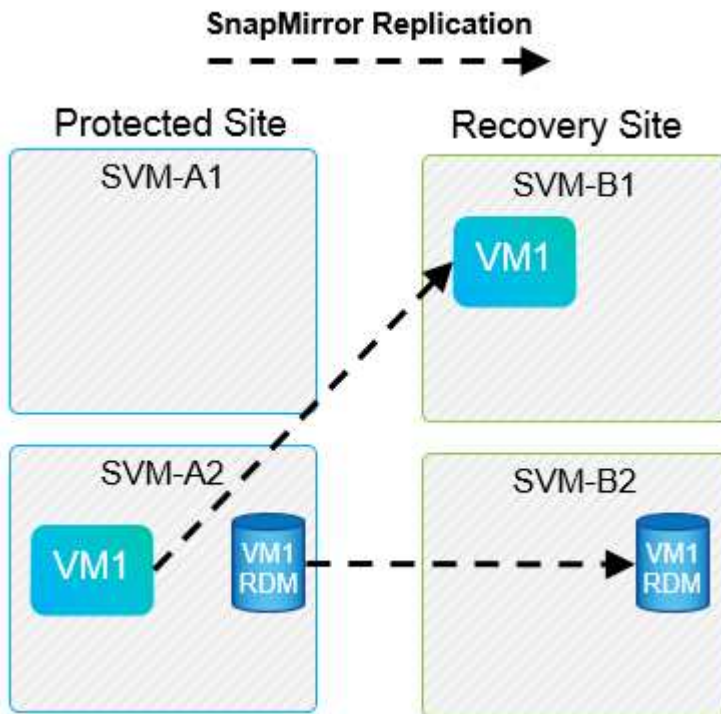 SnapMirror Replication
Protected Site
Recovery Site
SVM-A1
SVM-B1
VM1
SVM-A2
SVM-B2
VM1
VM1
RDM
VM1
RDM